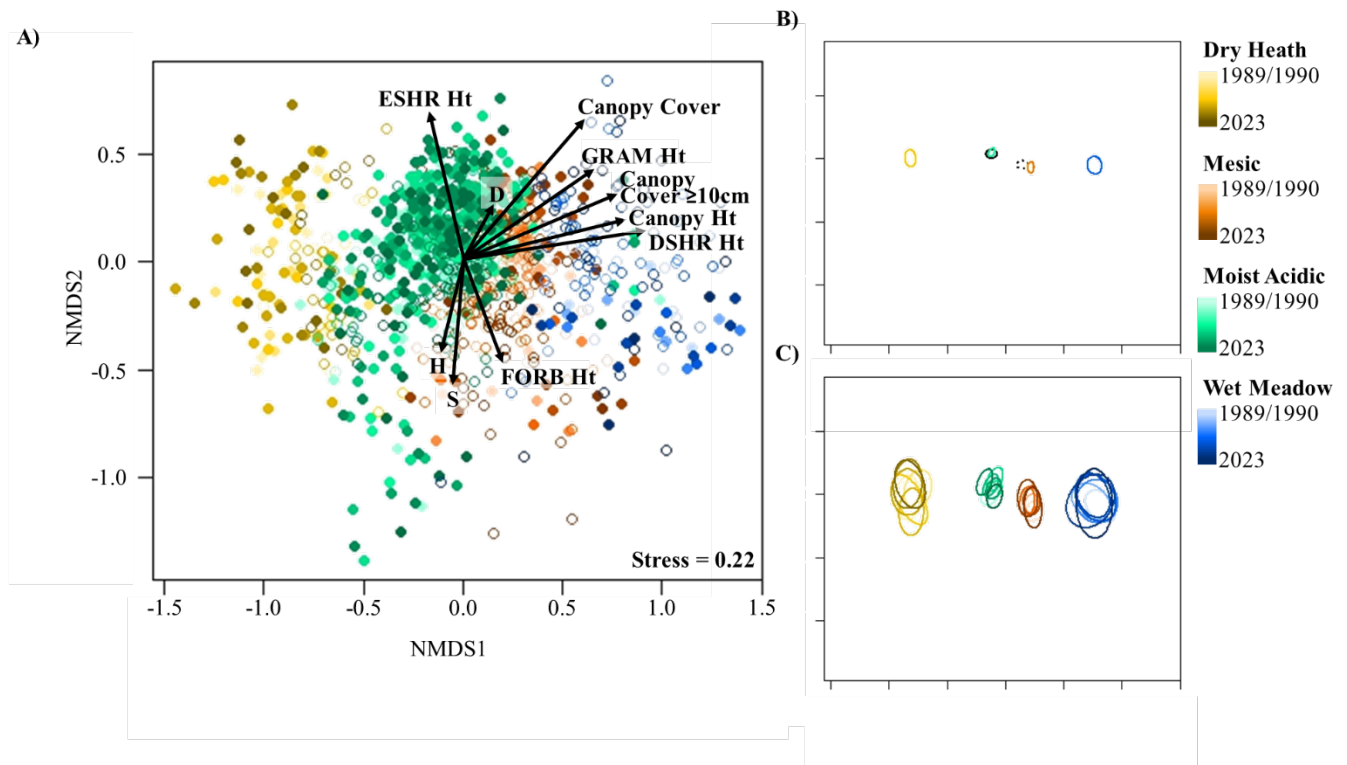 A)
ESHR Ht
Canopy Cover
GRAM Ht
Canopy
Cover ≥10cm
Canopy Ht
DSHR Ht
D
H
S
FORB Ht
Stress = 0.22
NMDS2
0.5
0.0
-0.5
-1.0
-1.5
-1.0
-0.5
0.0
0.5
1.0
1.5
NMDS1
B)
C)
Dry Heath
1989/1990
2023
Mesic
1989/1990
2023
Moist Acidic
1989/1990
2023
Wet Meadow
1989/1990
2023